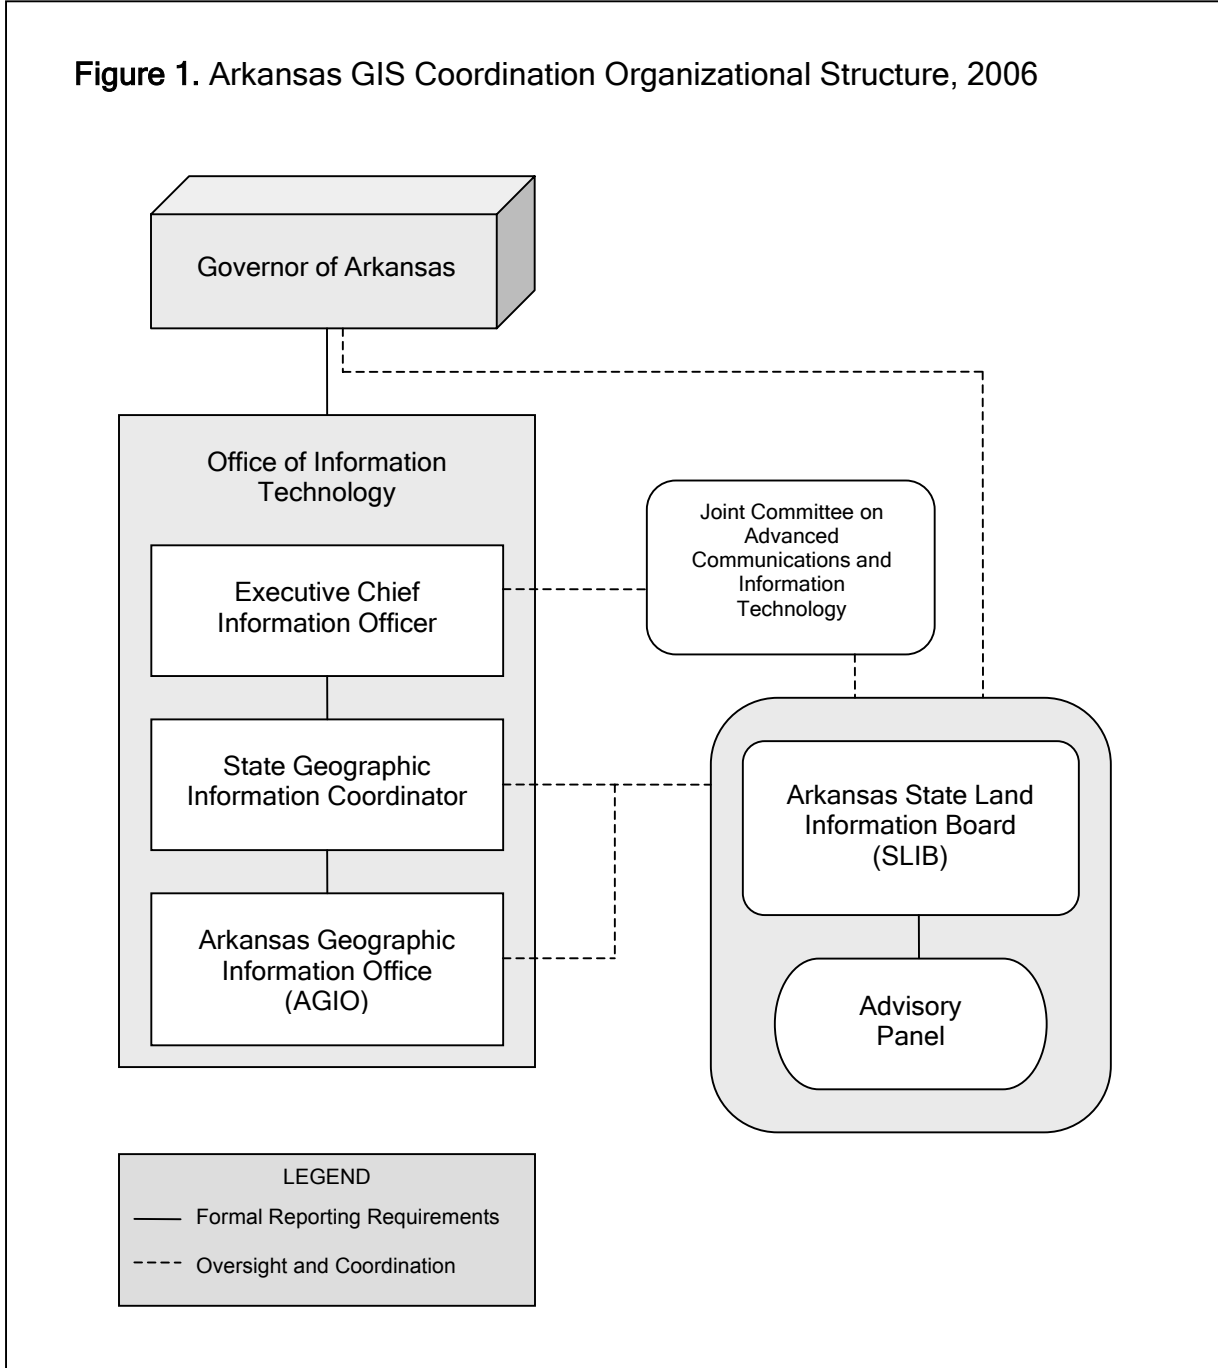 Figure 1. Arkansas GIS Coordination Organizational Structure, 2006
Governor of Arkansas
Office of Information
Technology
Executive Chief
Information Officer
State Geographic
Information Coordinator
Arkansas Geographic
Information Office
(AGIO)
Joint Committee on
Advanced
Communications and
Information
Technology
Arkansas State Land
Information Board
(SLIB)
Advisory
Panel
LEGEND
Formal Reporting Requirements
Oversight and Coordination